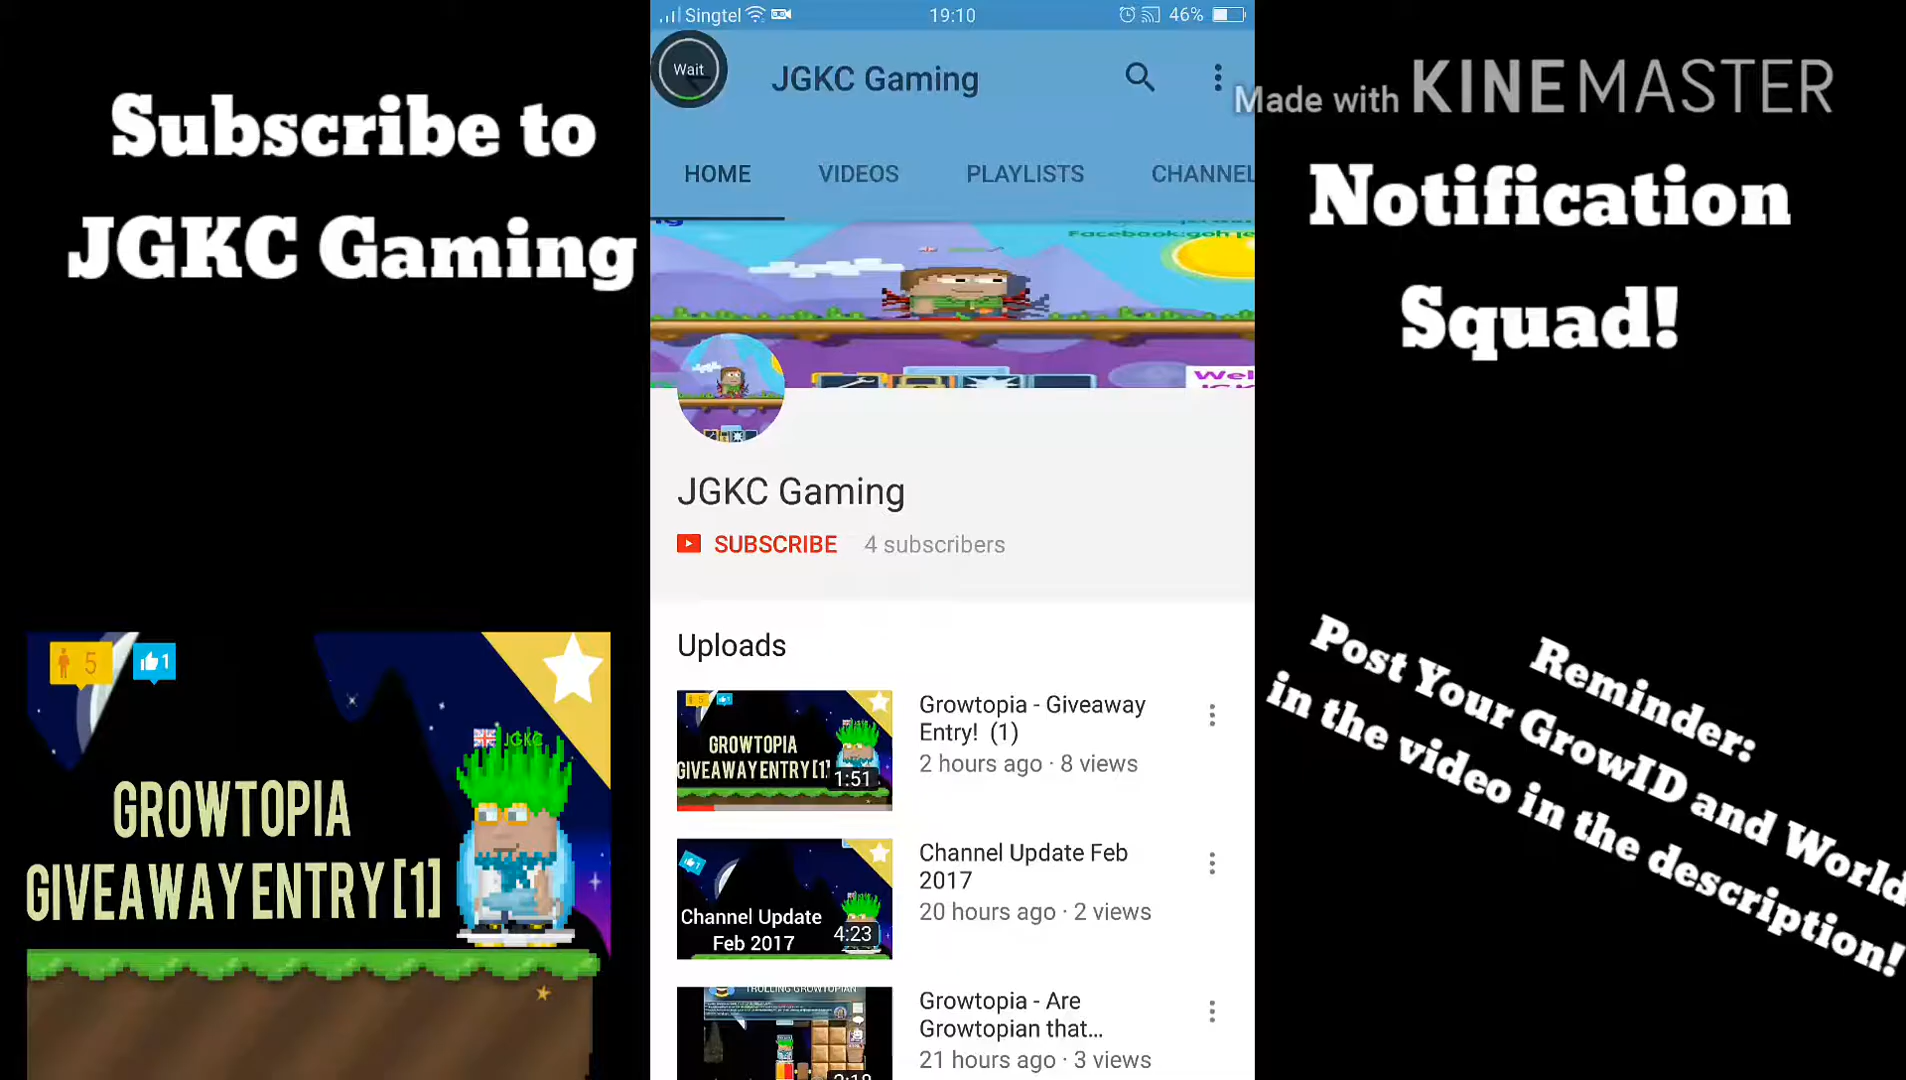 Subscribe to
JGKC Gaming
Singtel
19:10
46%
Wait
JGKC Gaming
HOME
VIDEOS
PLAYLISTS
CHANNEL
JGKC Gaming
SUBSCRIBE
4 subscribers
Uploads
GROWTOPIA
GIVEAWAY ENTRY [1]
1:51
Growtopia - Giveaway
Entry! (1)
2 hours ago · 8 views
Channel Update
Feb 2017
4:23
Channel Update Feb
2017
20 hours ago · 2 views
TROLLING GROWTOPIAN
Growtopia - Are
Growtopian that...
21 hours ago · 3 views
5
1
JGKC
GROWTOPIA
GIVEAWAY ENTRY [1]
Made with KINEMASTER
Notification
Squad!
Reminder:
Post Your GrowID and World
in the video in the description!